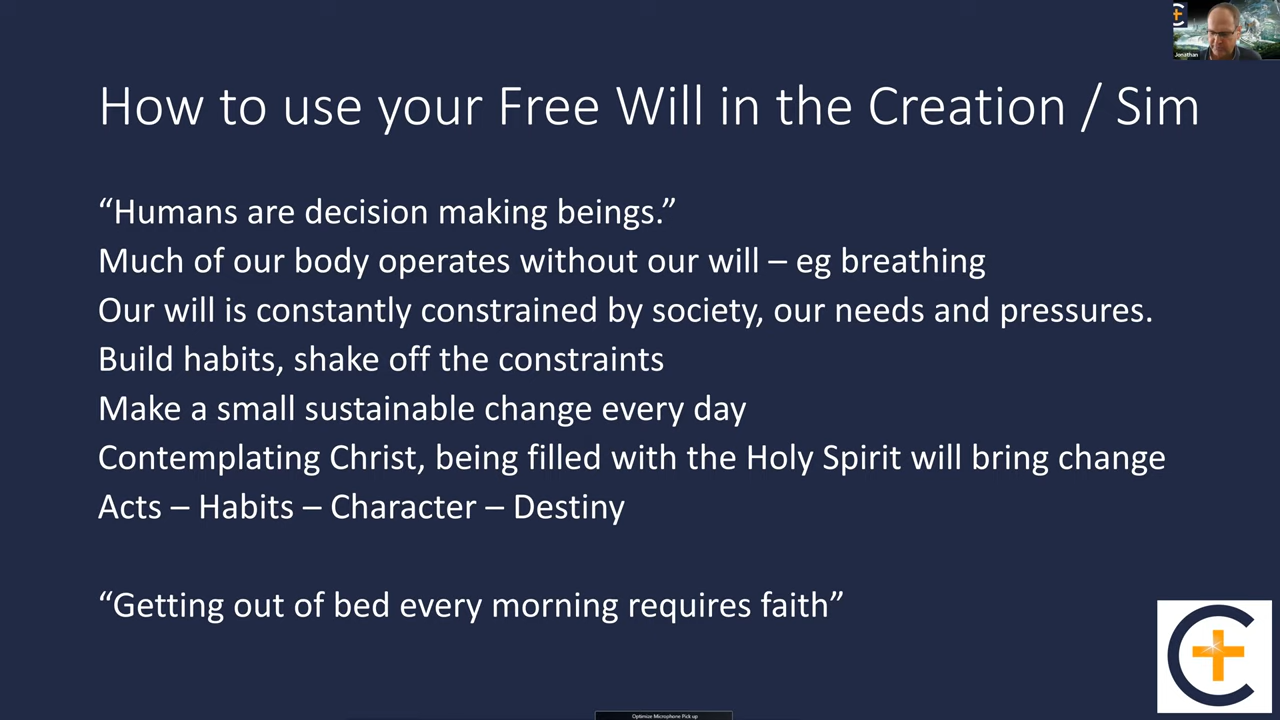 Jonathan
How to use your Free Will in the Creation / Sim
“Humans are decision making beings.”
Much of our body operates without our will – eg breathing
Our will is constantly constrained by society, our needs and pressures.
Build habits, shake off the constraints
Make a small sustainable change every day
Contemplating Christ, being filled with the Holy Spirit will bring change
Acts – Habits – Character – Destiny
“Getting out of bed every morning requires faith”
Optimize Microphone Pick up